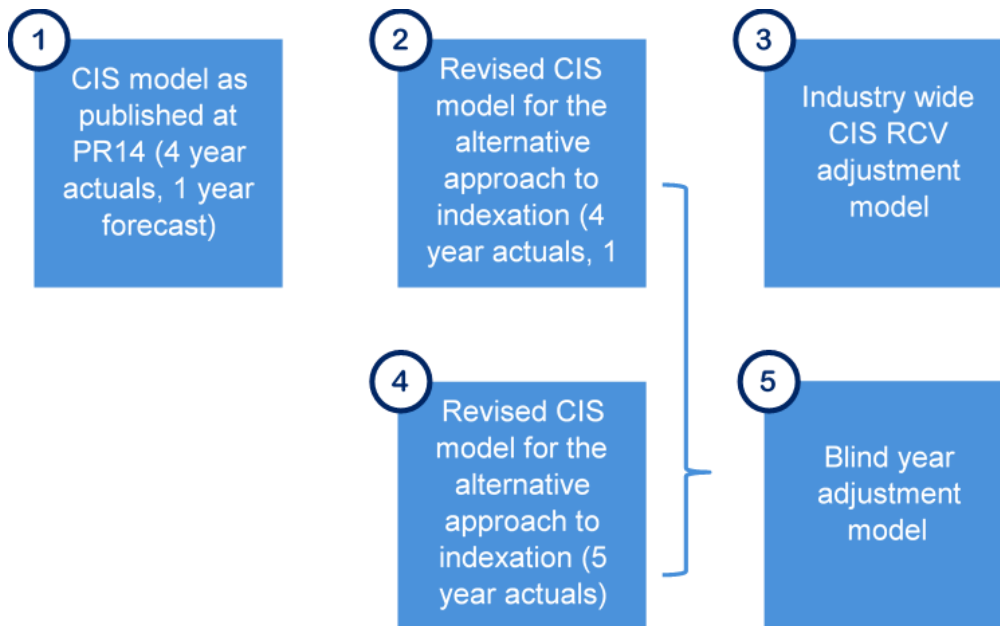 1
CIS model as
published at
PR14 (4 year
actuals, 1 year
forecast)
2
Revised CIS
model for the
alternative
approach to
indexation (4
year actuals, 1
3
Industry wide
CIS RCV
adjustment
model
4
Revised CIS
model for the
alternative
approach to
indexation (5
year actuals)
5
Blind year
adjustment
model